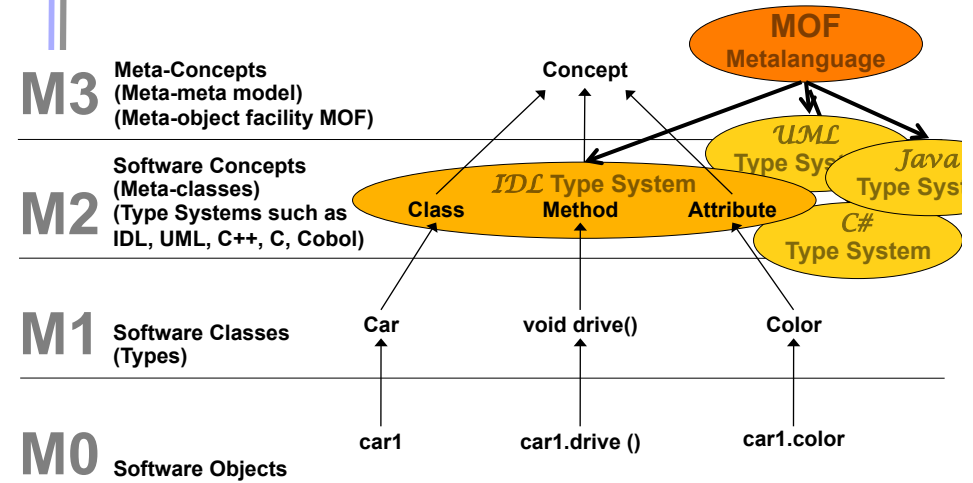 MOF
Metalanguage
M3
Meta-Concepts
(Meta-meta model)
(Meta-object facility MOF)
Concept
M2
Software Concepts
(Meta-classes)
(Type Systems such as
IDL, UML, C++, C, Cobol)
IDL Type System
Class
Method
Attribute
UML
Type Sys
Java
Type Syst
C#
Type System
M1
Software Classes
(Types)
Car
void drive()
Color
M0
Software Objects
car1
car1.drive ()
car1.color